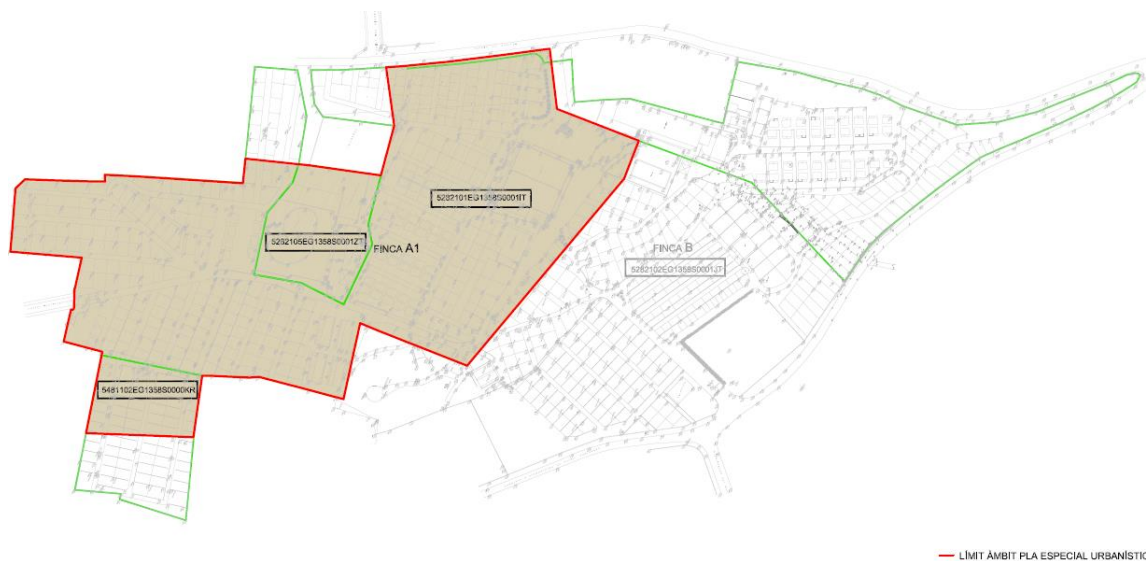 5282101EG1358S0001IT
5282105EG1358S0001ZT
FINCA A1
FINCA B
5282102EG1358S0001JT
5481102EG1358S0000KR
LÍMIT ÀMBIT PLA ESPECIAL URBANÍSTIC